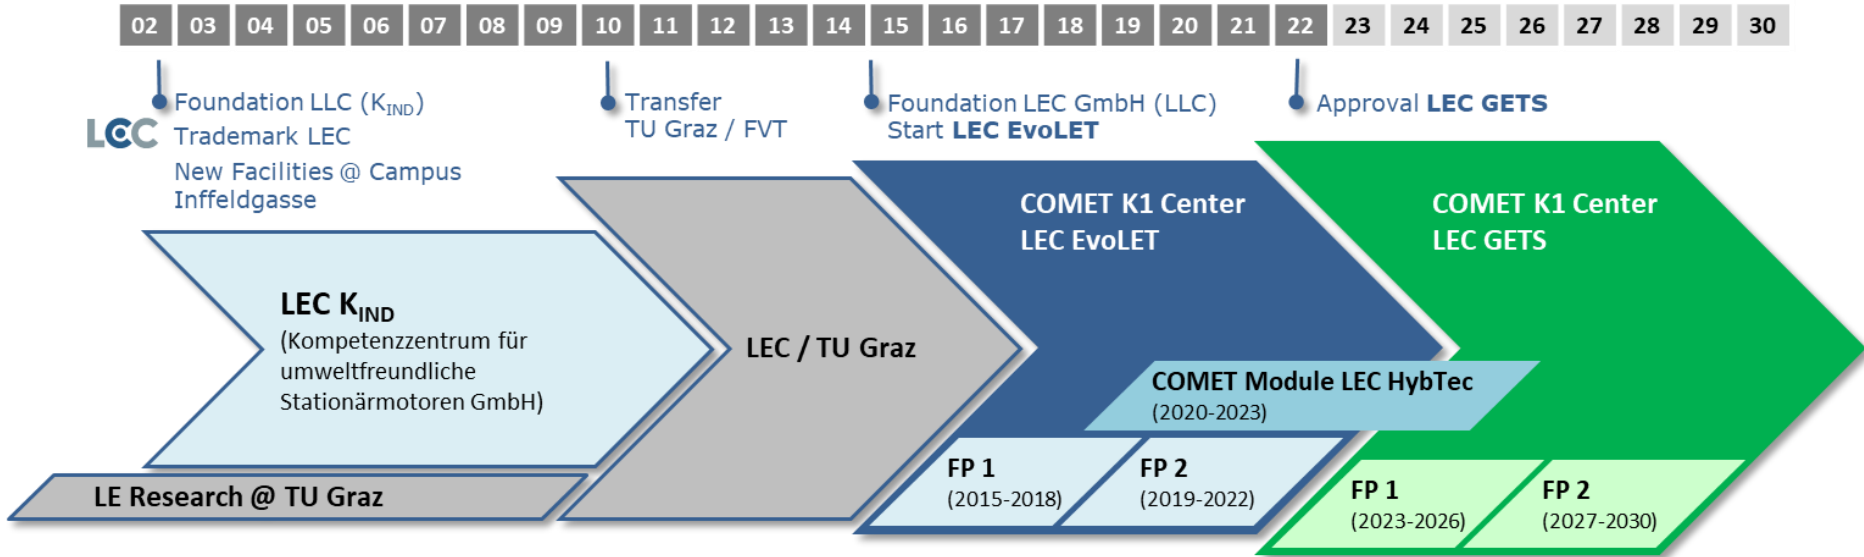 02 03 04 05 06 07 08 09 10 11 12 13 14 15 16 17 18 19 20 21 22 23 24 25 26 27 28 29 30
LEC
Foundation LLC (KIND)
Trademark LEC
New Facilities @ Campus
Inffeldgasse
Transfer
TU Graz / FVT
Foundation LEC GmbH (LLC)
Start LEC EvoLET
Approval LEC GETS
LEC KIND
(Kompetenzzentrum für
umweltfreundliche
Stationärmotoren GmbH)
LE Research @ TU Graz
LEC / TU Graz
COMET K1 Center
LEC EvoLET
COMET Module LEC HybTec
(2020-2023)
FP 1
(2015-2018)
FP 2
(2019-2022)
COMET K1 Center
LEC GETS
FP 1
(2023-2026)
FP 2
(2027-2030)